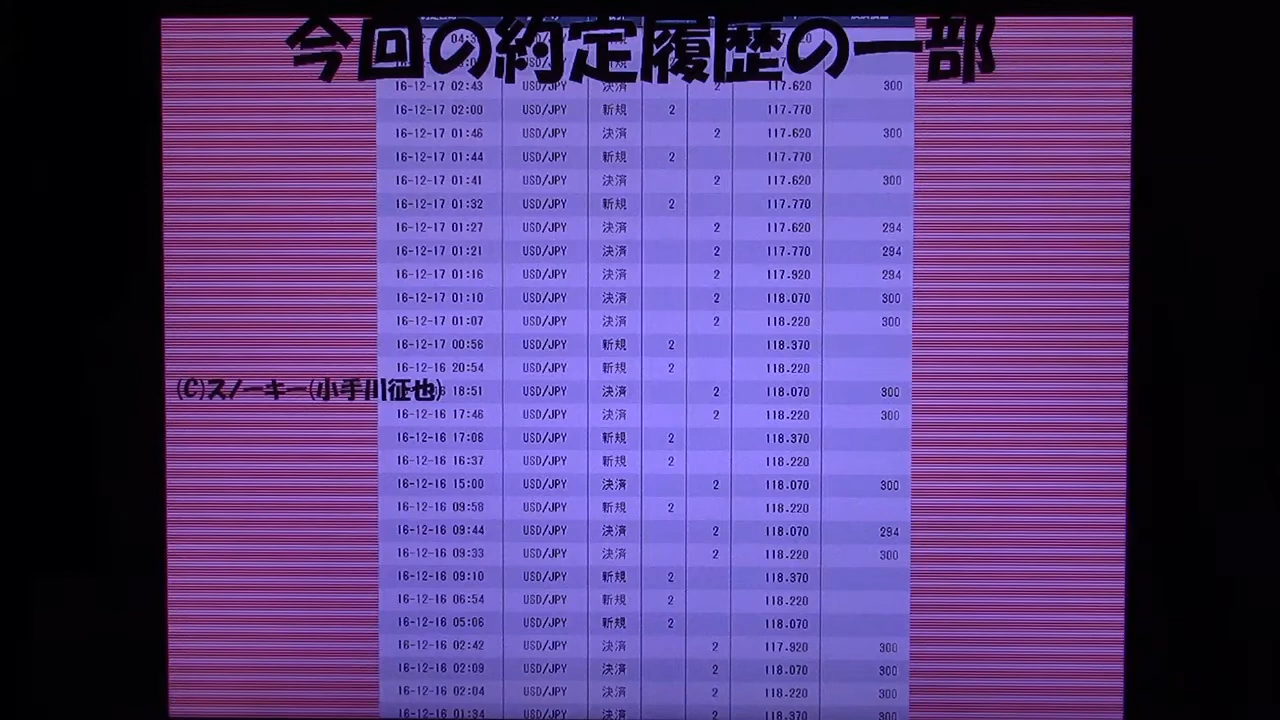 今回の約定履歴の一部
16-12-17 02:43 USD/JPY 決済 2 117.620 300
16-12-17 02:00 USD/JPY 新規 2 117.770
16-12-17 01:46 USD/JPY 決済 2 117.620 300
16-12-17 01:44 USD/JPY 新規 2 117.770
16-12-17 01:41 USD/JPY 決済 2 117.620 300
16-12-17 01:32 USD/JPY 新規 2 117.770
16-12-17 01:27 USD/JPY 決済 2 117.620 294
16-12-17 01:21 USD/JPY 決済 2 117.770 294
16-12-17 01:16 USD/JPY 決済 2 117.920 294
16-12-17 01:10 USD/JPY 決済 2 118.070 300
16-12-17 01:07 USD/JPY 決済 2 118.220 300
16-12-17 00:56 USD/JPY 新規 2 118.370
16-12-16 20:54 USD/JPY 新規 2 118.220
(C)スノーキー(小手川征也) 18:51 USD/JPY 決済 2 118.070 300
16-12-16 17:46 USD/JPY 決済 2 118.220 300
16-12-16 17:06 USD/JPY 新規 2 118.370
16-12-16 16:37 USD/JPY 新規 2 118.220
16-12-16 15:00 USD/JPY 決済 2 118.070 300
16-12-16 09:58 USD/JPY 新規 2 118.220
16-12-16 09:44 USD/JPY 決済 2 118.070 294
16-12-16 09:33 USD/JPY 決済 2 118.220 300
16-12-16 09:10 USD/JPY 新規 2 118.370
16-12-16 06:54 USD/JPY 新規 2 118.220
16-12-16 05:06 USD/JPY 新規 2 118.070
16-12-16 02:42 USD/JPY 決済 2 117.920 300
16-12-16 02:09 USD/JPY 決済 2 118.070 300
16-12-16 02:04 USD/JPY 決済 2 118.220 300
16-12-16 01:34 USD/JPY 決済 2 118.370 300